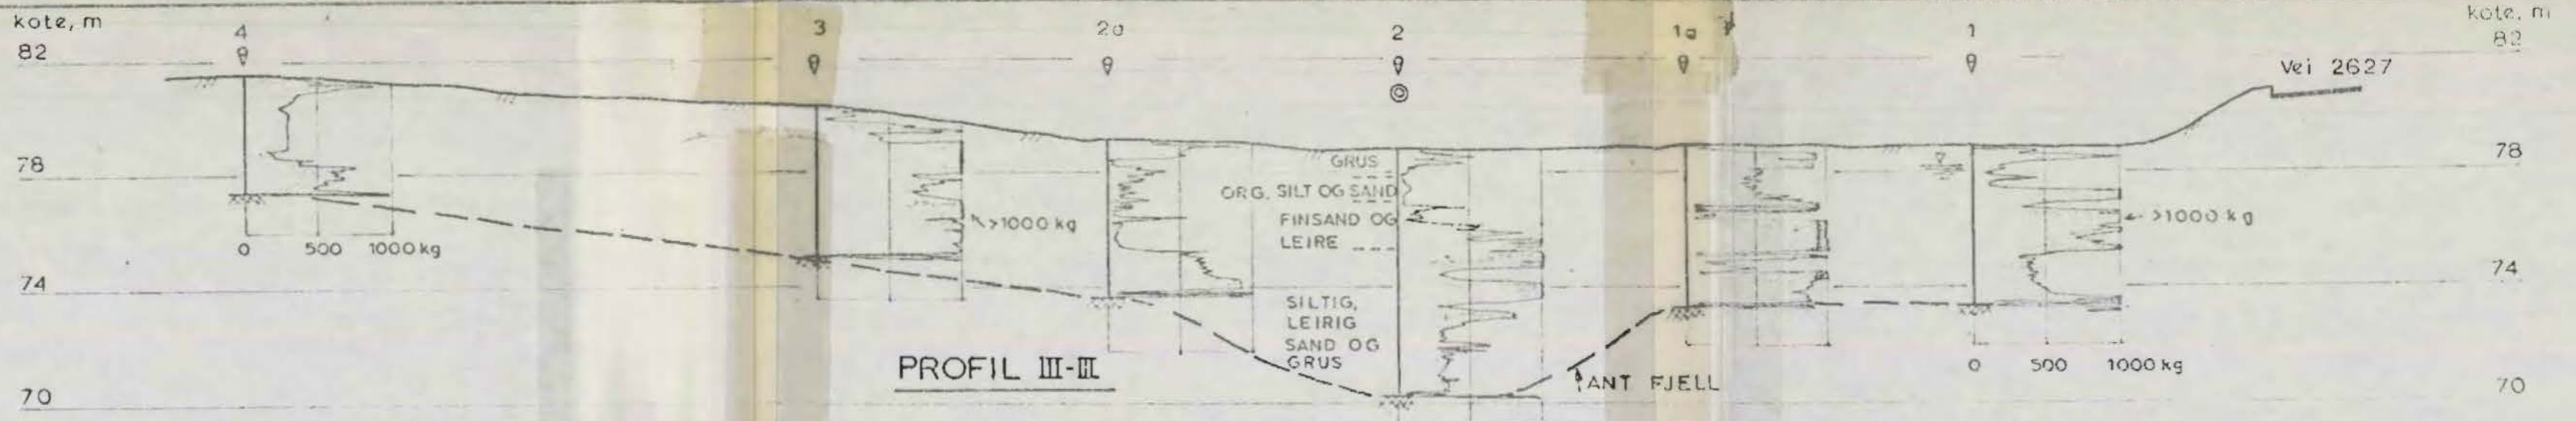 kote, m
kote, m
4
3
2a
2
1a
1
82
82
Vei 2627
78
78
GRUS
ORG. SILT OG SAND
FINSAND OG
LEIRE
>1000 kg
>1000 kg
0 500 1000 kg
74
74
SILTIG,
LEIRIG
SAND OG
GRUS
PROFIL III-III
ANT FJELL
0 500 1000 kg
70
70